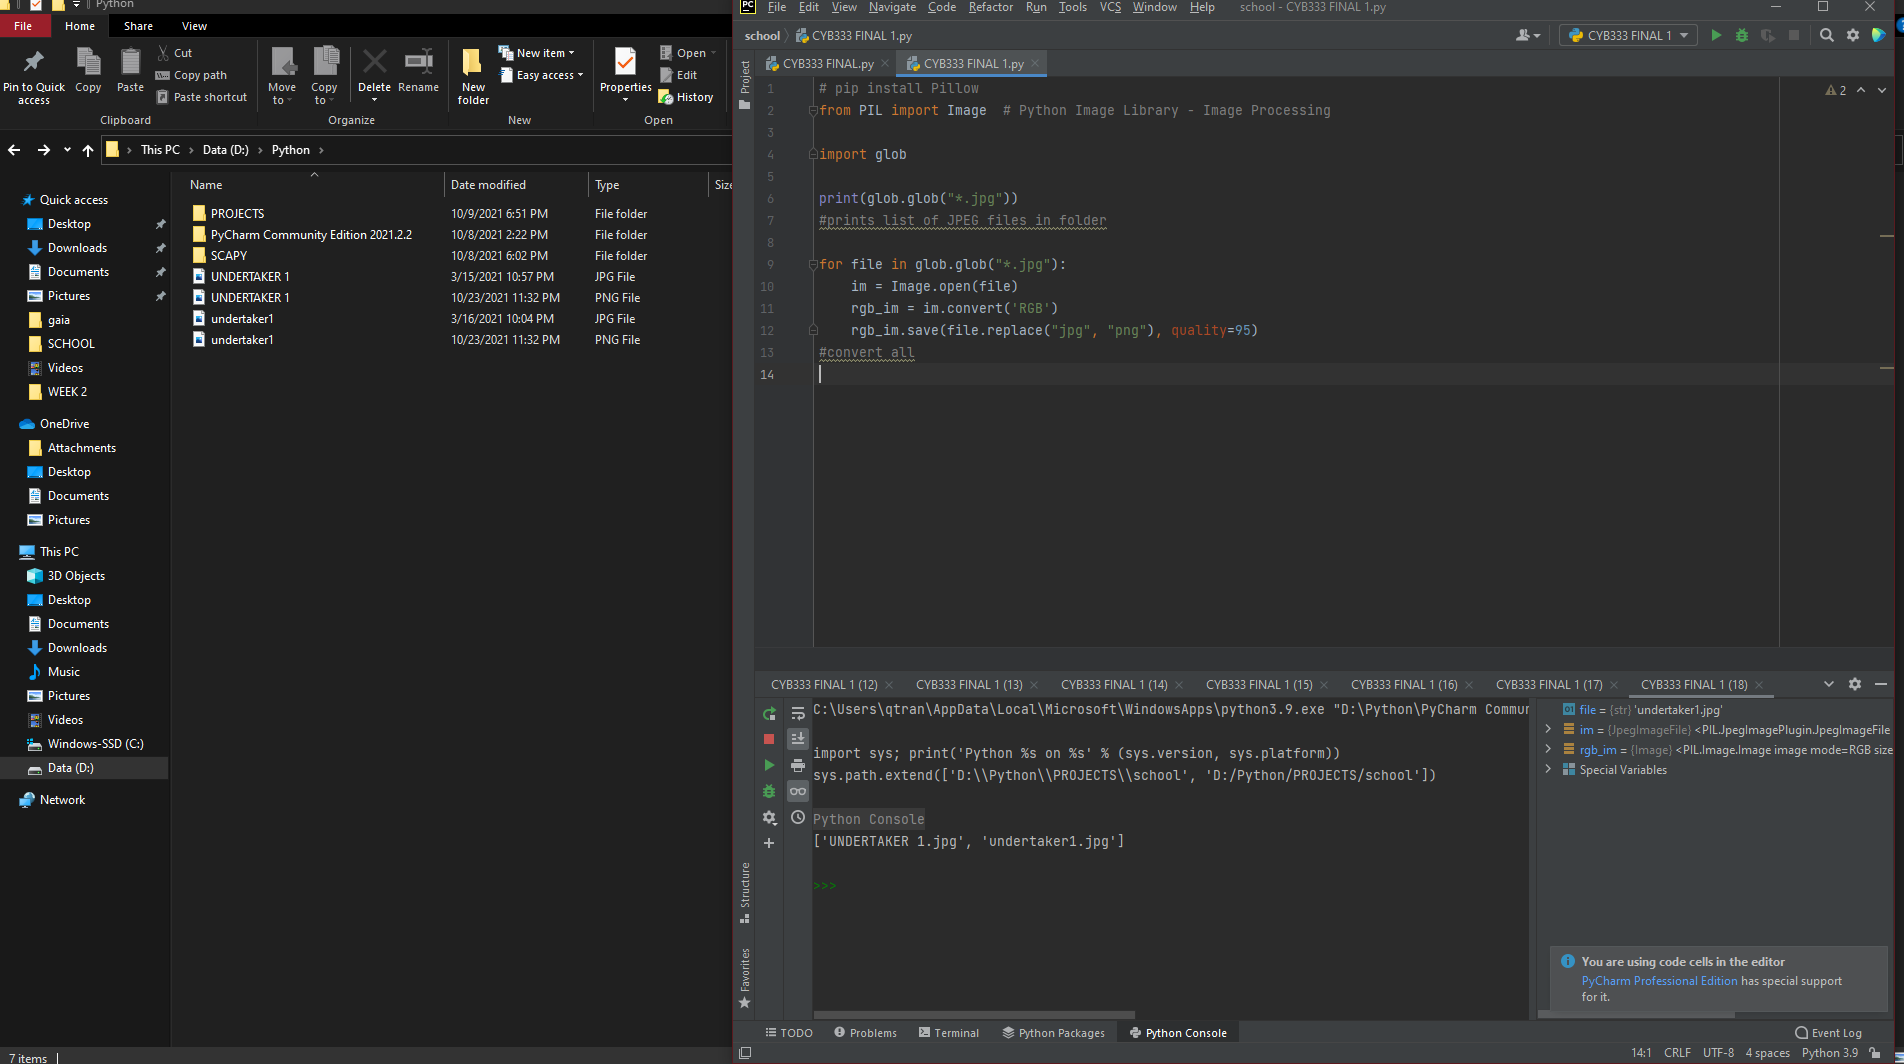 Python
File Home Share View
Pin to Quick access
Copy
Paste
Cut
Copy path
Paste shortcut
Move to
Copy to
Delete
Rename
New folder
New item
Easy access
Properties
Open
Edit
History
Clipboard Organize New Open
This PC Data (D:) Python
Name Date modified Type Size
PROJECTS 10/9/2021 6:51 PM File folder
PyCharm Community Edition 2021.2.2 10/8/2021 2:22 PM File folder
SCAPY 10/8/2021 6:02 PM File folder
UNDERTAKER 1 3/15/2021 10:57 PM JPG File
UNDERTAKER 1 10/23/2021 11:32 PM PNG File
undertaker1 3/16/2021 10:04 PM JPG File
undertaker1 10/23/2021 11:32 PM PNG File
Quick access
Desktop
Downloads
Documents
Pictures
gaia
SCHOOL
Videos
WEEK 2
OneDrive
Attachments
Desktop
Documents
Pictures
This PC
3D Objects
Desktop
Documents
Downloads
Music
Pictures
Videos
Windows-SSD (C:)
Data (D:)
Network
7 items
PC File Edit View Navigate Code Refactor Run Tools VCS Window Help school - CYB333 FINAL 1.py
school CYB333 FINAL 1.py
CYB333 FINAL 1
Project
CYB333 FINAL.py CYB333 FINAL 1.py
2
1 # pip install Pillow
2 from PIL import Image # Python Image Library - Image Processing
3
4 import glob
5
6 print(glob.glob("*.jpg"))
7 #prints list of JPEG files in folder
8
9 for file in glob.glob("*.jpg"):
10 im = Image.open(file)
11 rgb_im = im.convert('RGB')
12 rgb_im.save(file.replace("jpg", "png"), quality=95)
13 #convert all
14
CYB333 FINAL 1 (12) CYB333 FINAL 1 (13) CYB333 FINAL 1 (14) CYB333 FINAL 1 (15) CYB333 FINAL 1 (16) CYB333 FINAL 1 (17) CYB333 FINAL 1 (18)
C:\Users\qtran\AppData\Local\Microsoft\WindowsApps\python3.9.exe "D:\Python\PyCharm Commu
import sys; print('Python %s on %s' % (sys.version, sys.platform))
sys.path.extend(['D:\\Python\\PROJECTS\\school', 'D:/Python/PROJECTS/school'])
Python Console
['UNDERTAKER 1.jpg', 'undertaker1.jpg']
>>>
01 file = {str} 'undertaker1.jpg'
im = {JpegImageFile} <PIL.JpegImagePlugin.JpegImageFile
rgb_im = {Image} <PIL.Image.Image image mode=RGB size
Special Variables
Structure
Favorites
You are using code cells in the editor
PyCharm Professional Edition has special support
for it.
TODO Problems Terminal Python Packages Python Console Event Log
14:1 CRLF UTF-8 4 spaces Python 3.9